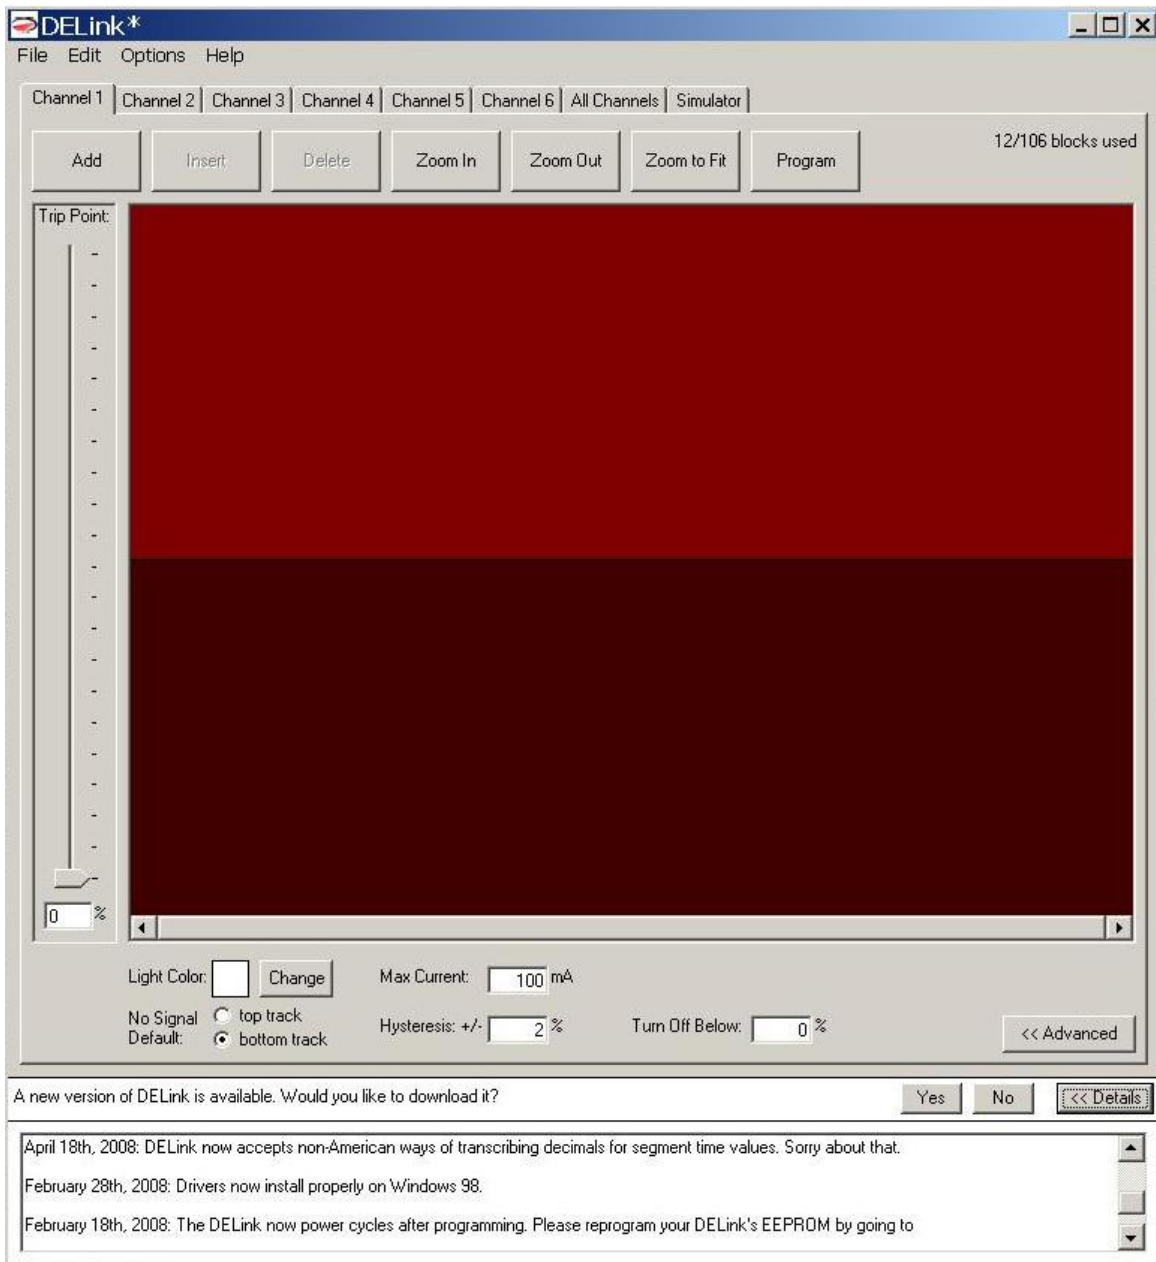 DELink*
File Edit Options Help
Channel 1 Channel 2 Channel 3 Channel 4 Channel 5 Channel 6 All Channels Simulator
Add Insert Delete Zoom In Zoom Out Zoom to Fit Program 12/106 blocks used
Trip Point:
0 %
Light Color: Change Max Current: 100 mA
No Signal Default: top track
bottom track
Hysteresis: +/- 2 % Turn Off Below: 0 % << Advanced
A new version of DELink is available. Would you like to download it? Yes No << Details
April 18th, 2008: DELink now accepts non-American ways of transcribing decimals for segment time values. Sorry about that.
February 28th, 2008: Drivers now install properly on Windows 98.
February 18th, 2008: The DELink now power cycles after programming. Please reprogram your DELink's EEPROM by going to